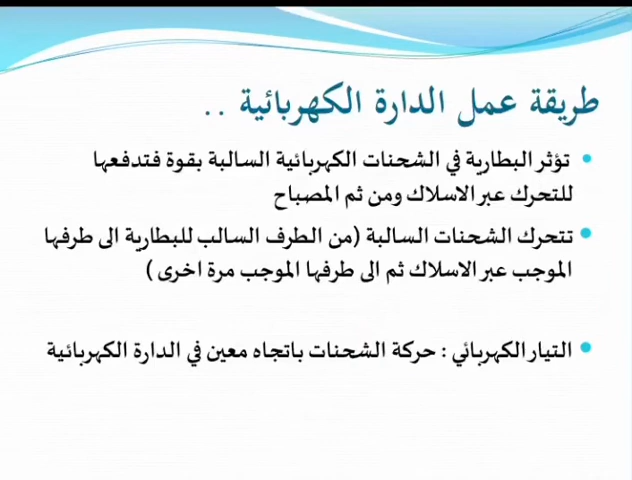 طريقة عمل الدارة الكهربائية ..
• تؤثر البطارية في الشحنات الكهربائية السالبة بقوة فتدفعها
للتحرك عبر الاسلاك ومن ثم المصباح
• تتحرك الشحنات السالبة (من الطرف السالب للبطارية الى طرفها
الموجب عبر الاسلاك ثم الى طرفها الموجب مرة اخرى )
• التيار الكهربائي : حركة الشحنات باتجاه معين في الدارة الكهربائية